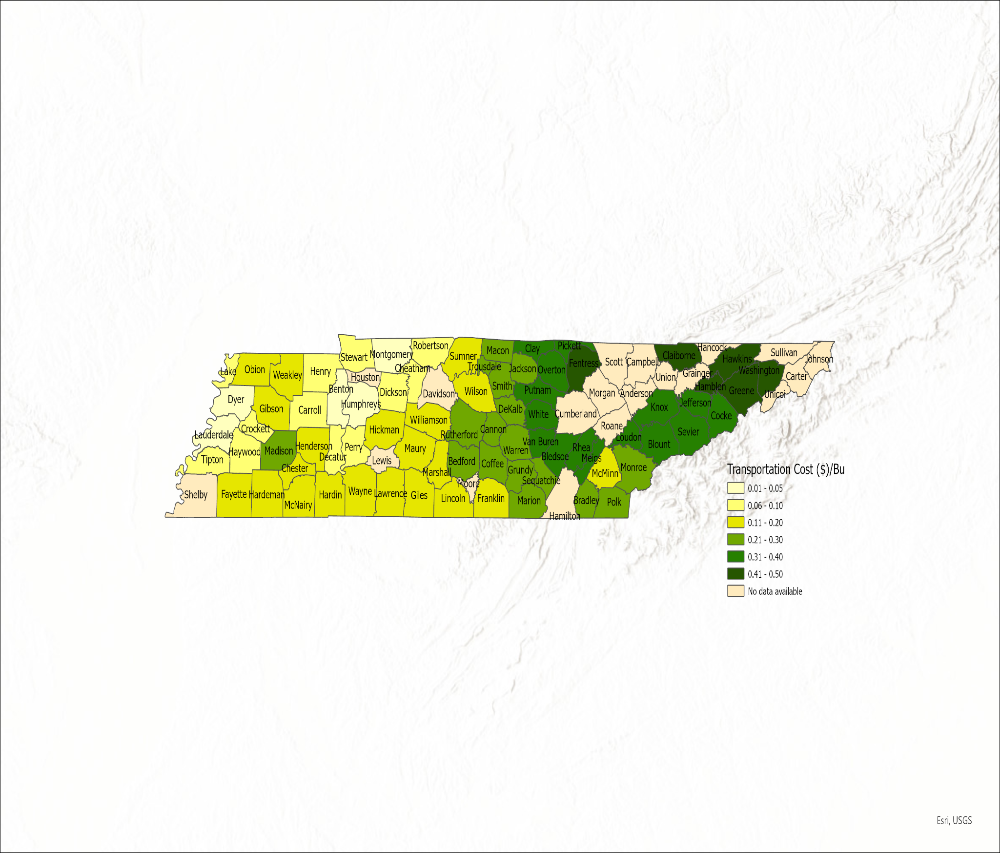 Stewart
Montgomery
Robertson
Sumner
Macon
Clay
Pickett
Claiborne
Hancock
Hawkins
Sullivan
Johnson
Lake
Obion
Weakley
Henry
Houston
Cheatham
Trousdale
Jackson
Overton
Fentress
Scott
Campbell
Union
Grainger
Washington
Carter
Benton
Dickson
Davidson
Wilson
Smith
Putnam
Morgan
Anderson
Hamblen
Greene
Unicoi
Dyer
Gibson
Carroll
Humphreys
Williamson
DeKalb
White
Cumberland
Knox
Jefferson
Cocke
Lauderdale
Crockett
Hickman
Rutherford
Cannon
Roane
Loudon
Sevier
Tipton
Haywood
Madison
Henderson
Decatur
Perry
Lewis
Maury
Bedford
Coffee
Warren
Van Buren
Bledsoe
Rhea
Meigs
Blount
Chester
Marshall
Moore
Grundy
Sequatchie
McMinn
Monroe
Shelby
Fayette
Hardeman
McNairy
Hardin
Wayne
Lawrence
Giles
Lincoln
Franklin
Marion
Hamilton
Bradley
Polk
Transportation Cost ($)/Bu
0.01 - 0.05
0.06 - 0.10
0.11 - 0.20
0.21 - 0.30
0.31 - 0.40
0.41 - 0.50
No data available
Esri, USGS